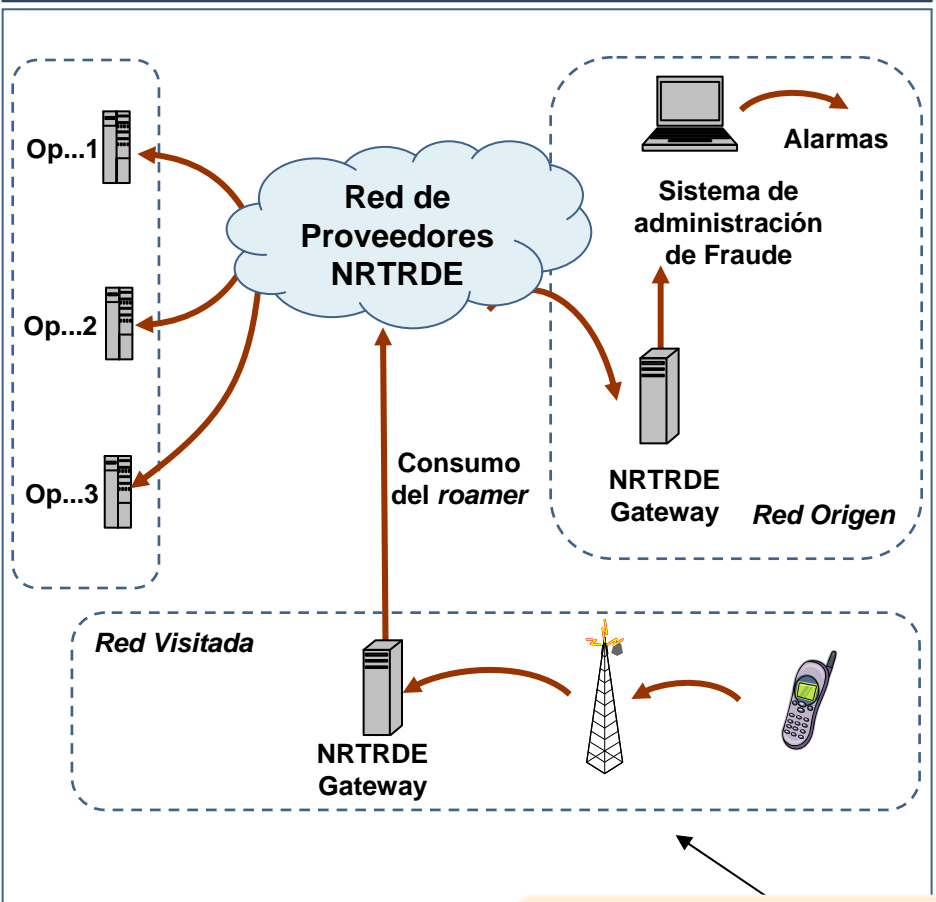 Op...1
Op...2
Op...3
Red de
Proveedores
NRTRDE
Alarmas
Sistema de
administración
de Fraude
NRTRDE
Gateway
Red Origen
Consumo
del roamer
Red Visitada
NRTRDE
Gateway